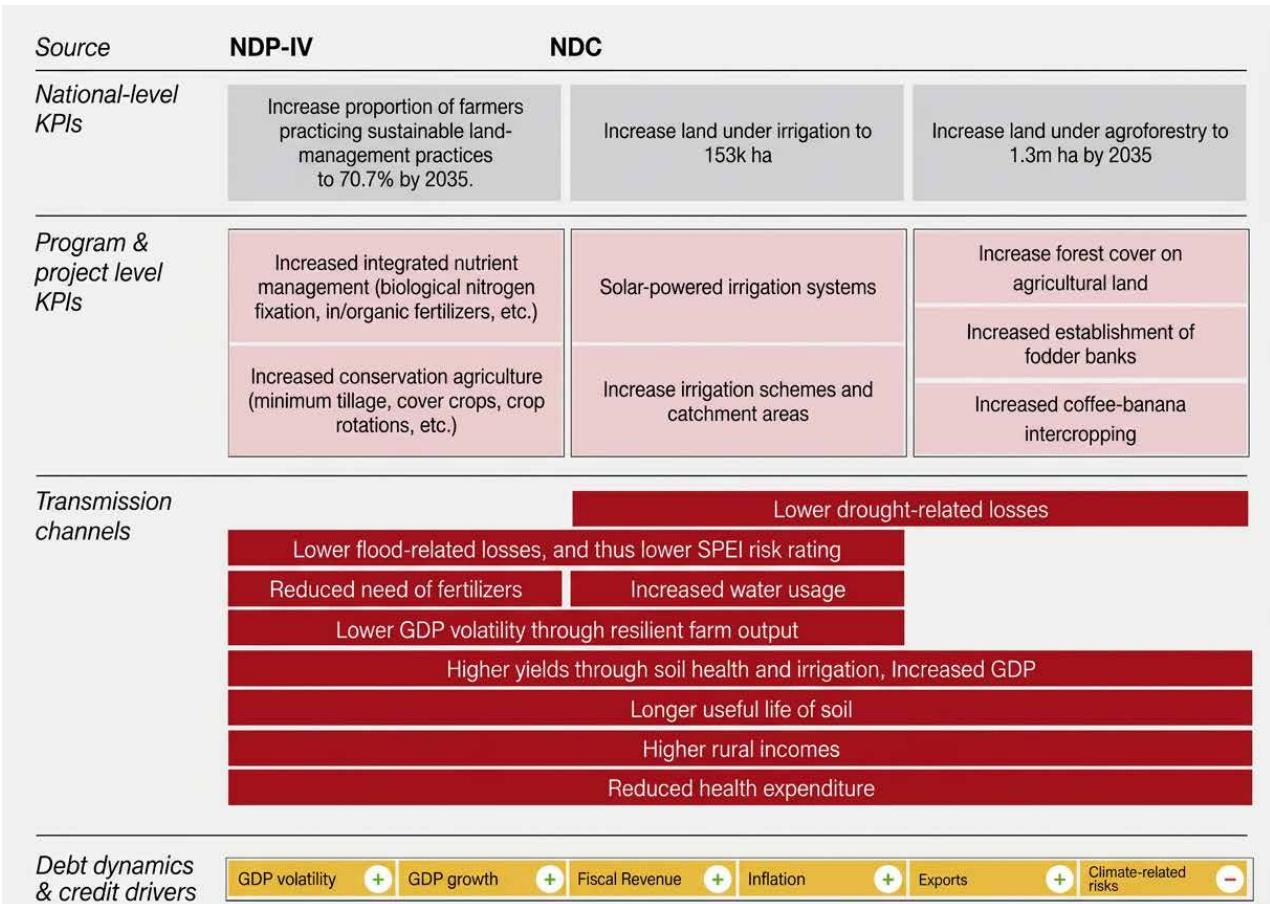 Source
NDP-IV
NDC
National-level
KPIs
Increase proportion of farmers
practicing sustainable land-
management practices
to 70.7% by 2035.
Increase land under irrigation to
153k ha
Increase land under agroforestry to
1.3m ha by 2035
Program &
project level
KPIs
Increased integrated nutrient
management (biological nitrogen
fixation, in/organic fertilizers, etc.)
Increased conservation agriculture
(minimum tillage, cover crops, crop
rotations, etc.)
Solar-powered irrigation systems
Increase irrigation schemes and
catchment areas
Increase forest cover on
agricultural land
Increased establishment of
fodder banks
Increased coffee-banana
intercropping
Transmission
channels
Lower drought-related losses
Lower flood-related losses, and thus lower SPEI risk rating
Reduced need of fertilizers
Increased water usage
Lower GDP volatility through resilient farm output
Higher yields through soil health and irrigation, Increased GDP
Longer useful life of soil
Higher rural incomes
Reduced health expenditure
Debt dynamics
& credit drivers
GDP volatility +
GDP growth +
Fiscal Revenue +
Inflation +
Exports +
Climate-related
risks −